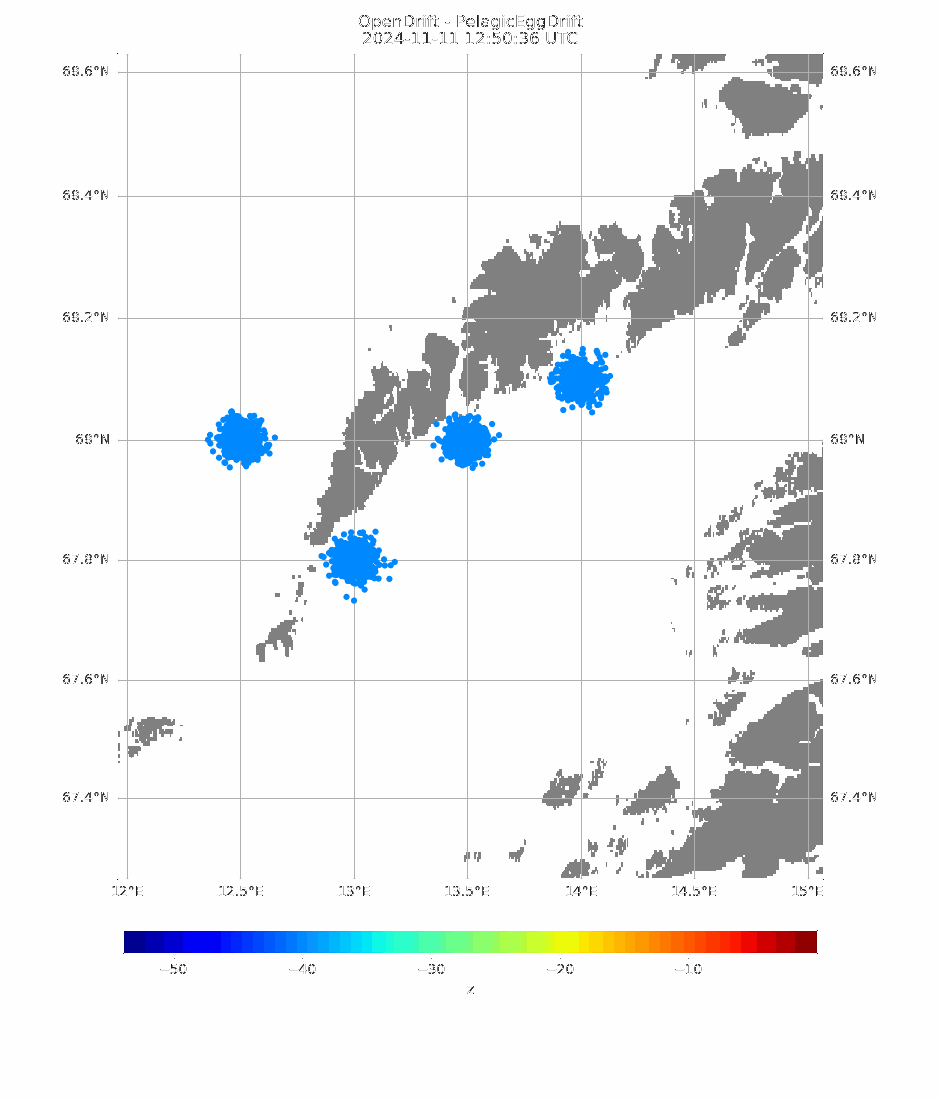 OpenDrift - PelagicEggDrift
2024-11-11 12:50:36 UTC
68.6°N 68.6°N
68.4°N 68.4°N
68.2°N 68.2°N
68°N 68°N
67.8°N 67.8°N
67.6°N 67.6°N
67.4°N 67.4°N
12°E 12.5°E 13°E 13.5°E 14°E 14.5°E 15°E
−50 −40 −30 −20 −10
z